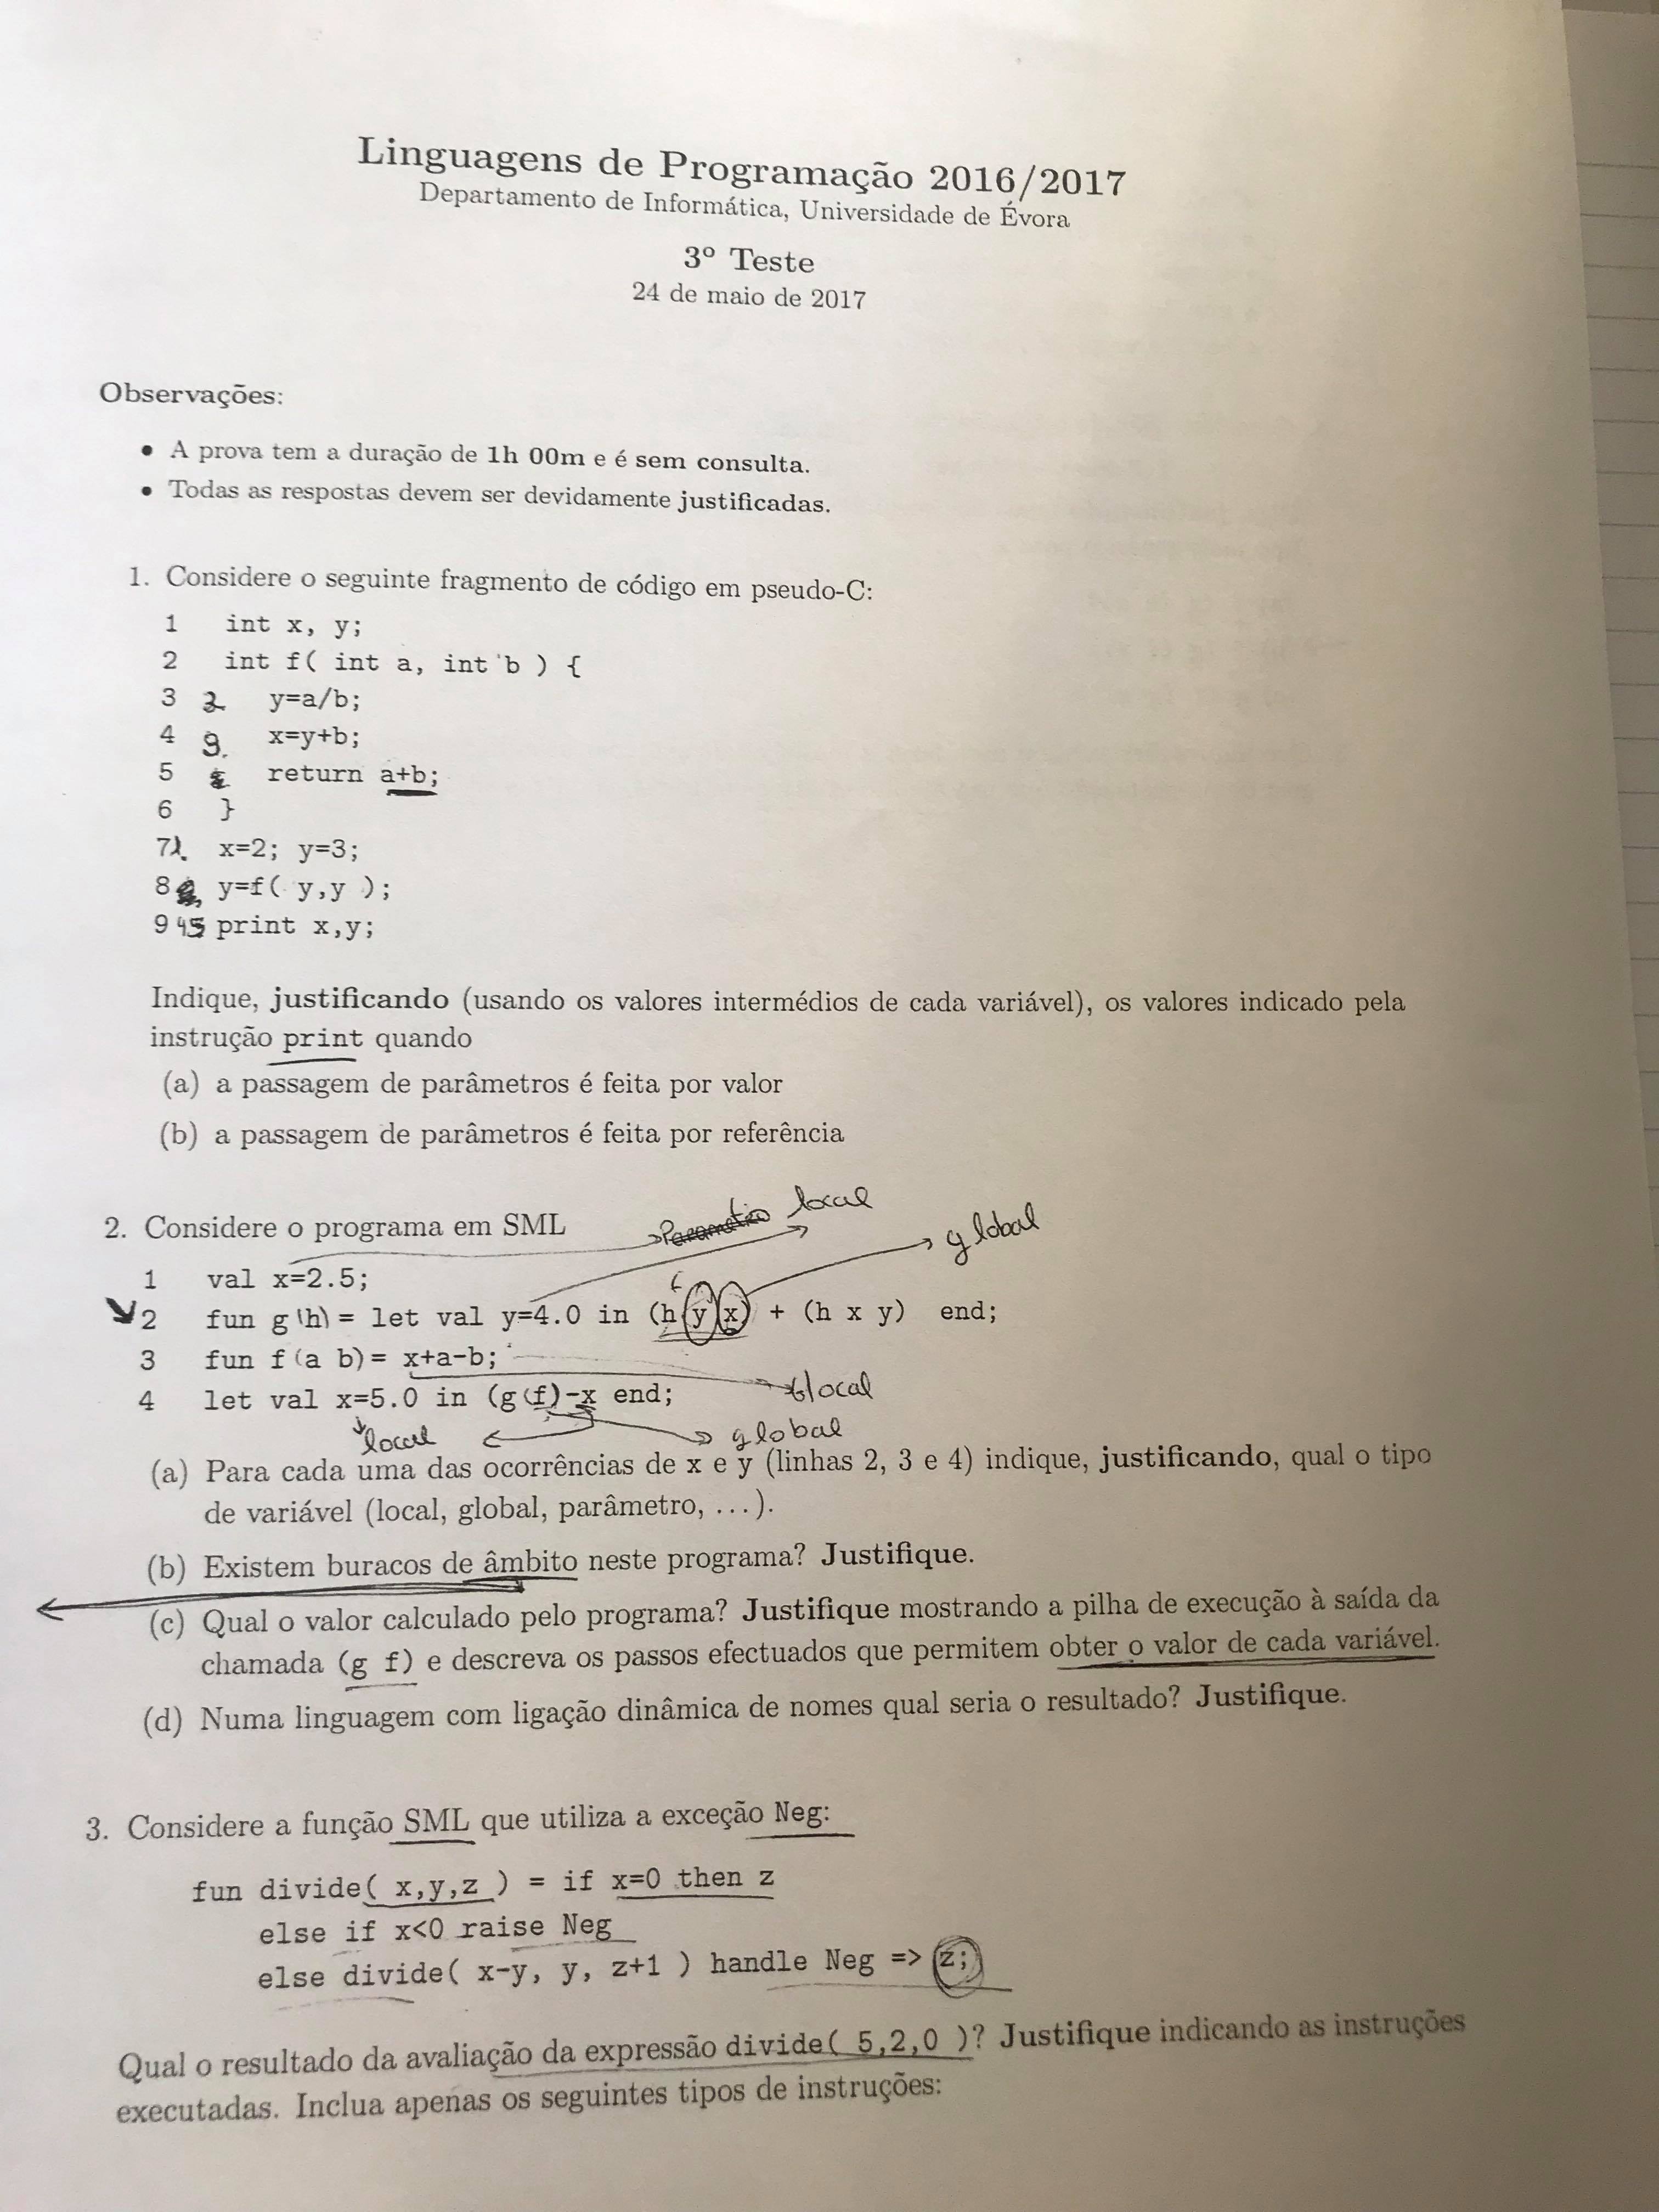 Linguagens de Programação 2016/2017
Departamento de Informática, Universidade de Évora
3º Teste
24 de maio de 2017
Observações:
• A prova tem a duração de 1h 00m e é sem consulta.
• Todas as respostas devem ser devidamente justificadas.
1. Considere o seguinte fragmento de código em pseudo-C:
1 int x, y;
2 int f( int a, int b ) {
3 2 y=a/b;
4 3. x=y+b;
5 return a+b;
6 }
7 1. x=2; y=3;
8 y=f( y,y );
9 45 print x,y;
Indique, justificando (usando os valores intermédios de cada variável), os valores indicado pela
instrução print quando
(a) a passagem de parâmetros é feita por valor
(b) a passagem de parâmetros é feita por referência
Parametro local
global
2. Considere o programa em SML
1 val x=2.5;
2 fun g(h) = let val y=4.0 in (h y x) + (h x y) end;
3 fun f(a b)= x+a-b;
4 let val x=5.0 in (g(f)-x end;
local
local
global
(a) Para cada uma das ocorrências de x e y (linhas 2, 3 e 4) indique, justificando, qual o tipo
de variável (local, global, parâmetro, ...).
(b) Existem buracos de âmbito neste programa? Justifique.
(c) Qual o valor calculado pelo programa? Justifique mostrando a pilha de execução à saída da
chamada (g f) e descreva os passos efectuados que permitem obter o valor de cada variável.
(d) Numa linguagem com ligação dinâmica de nomes qual seria o resultado? Justifique.
3. Considere a função SML que utiliza a exceção Neg:
fun divide( x,y,z ) = if x=0 then z
else if x<0 raise Neg
else divide( x-y, y, z+1 ) handle Neg => z;
Qual o resultado da avaliação da expressão divide( 5,2,0 )? Justifique indicando as instruções
executadas. Inclua apenas os seguintes tipos de instruções: